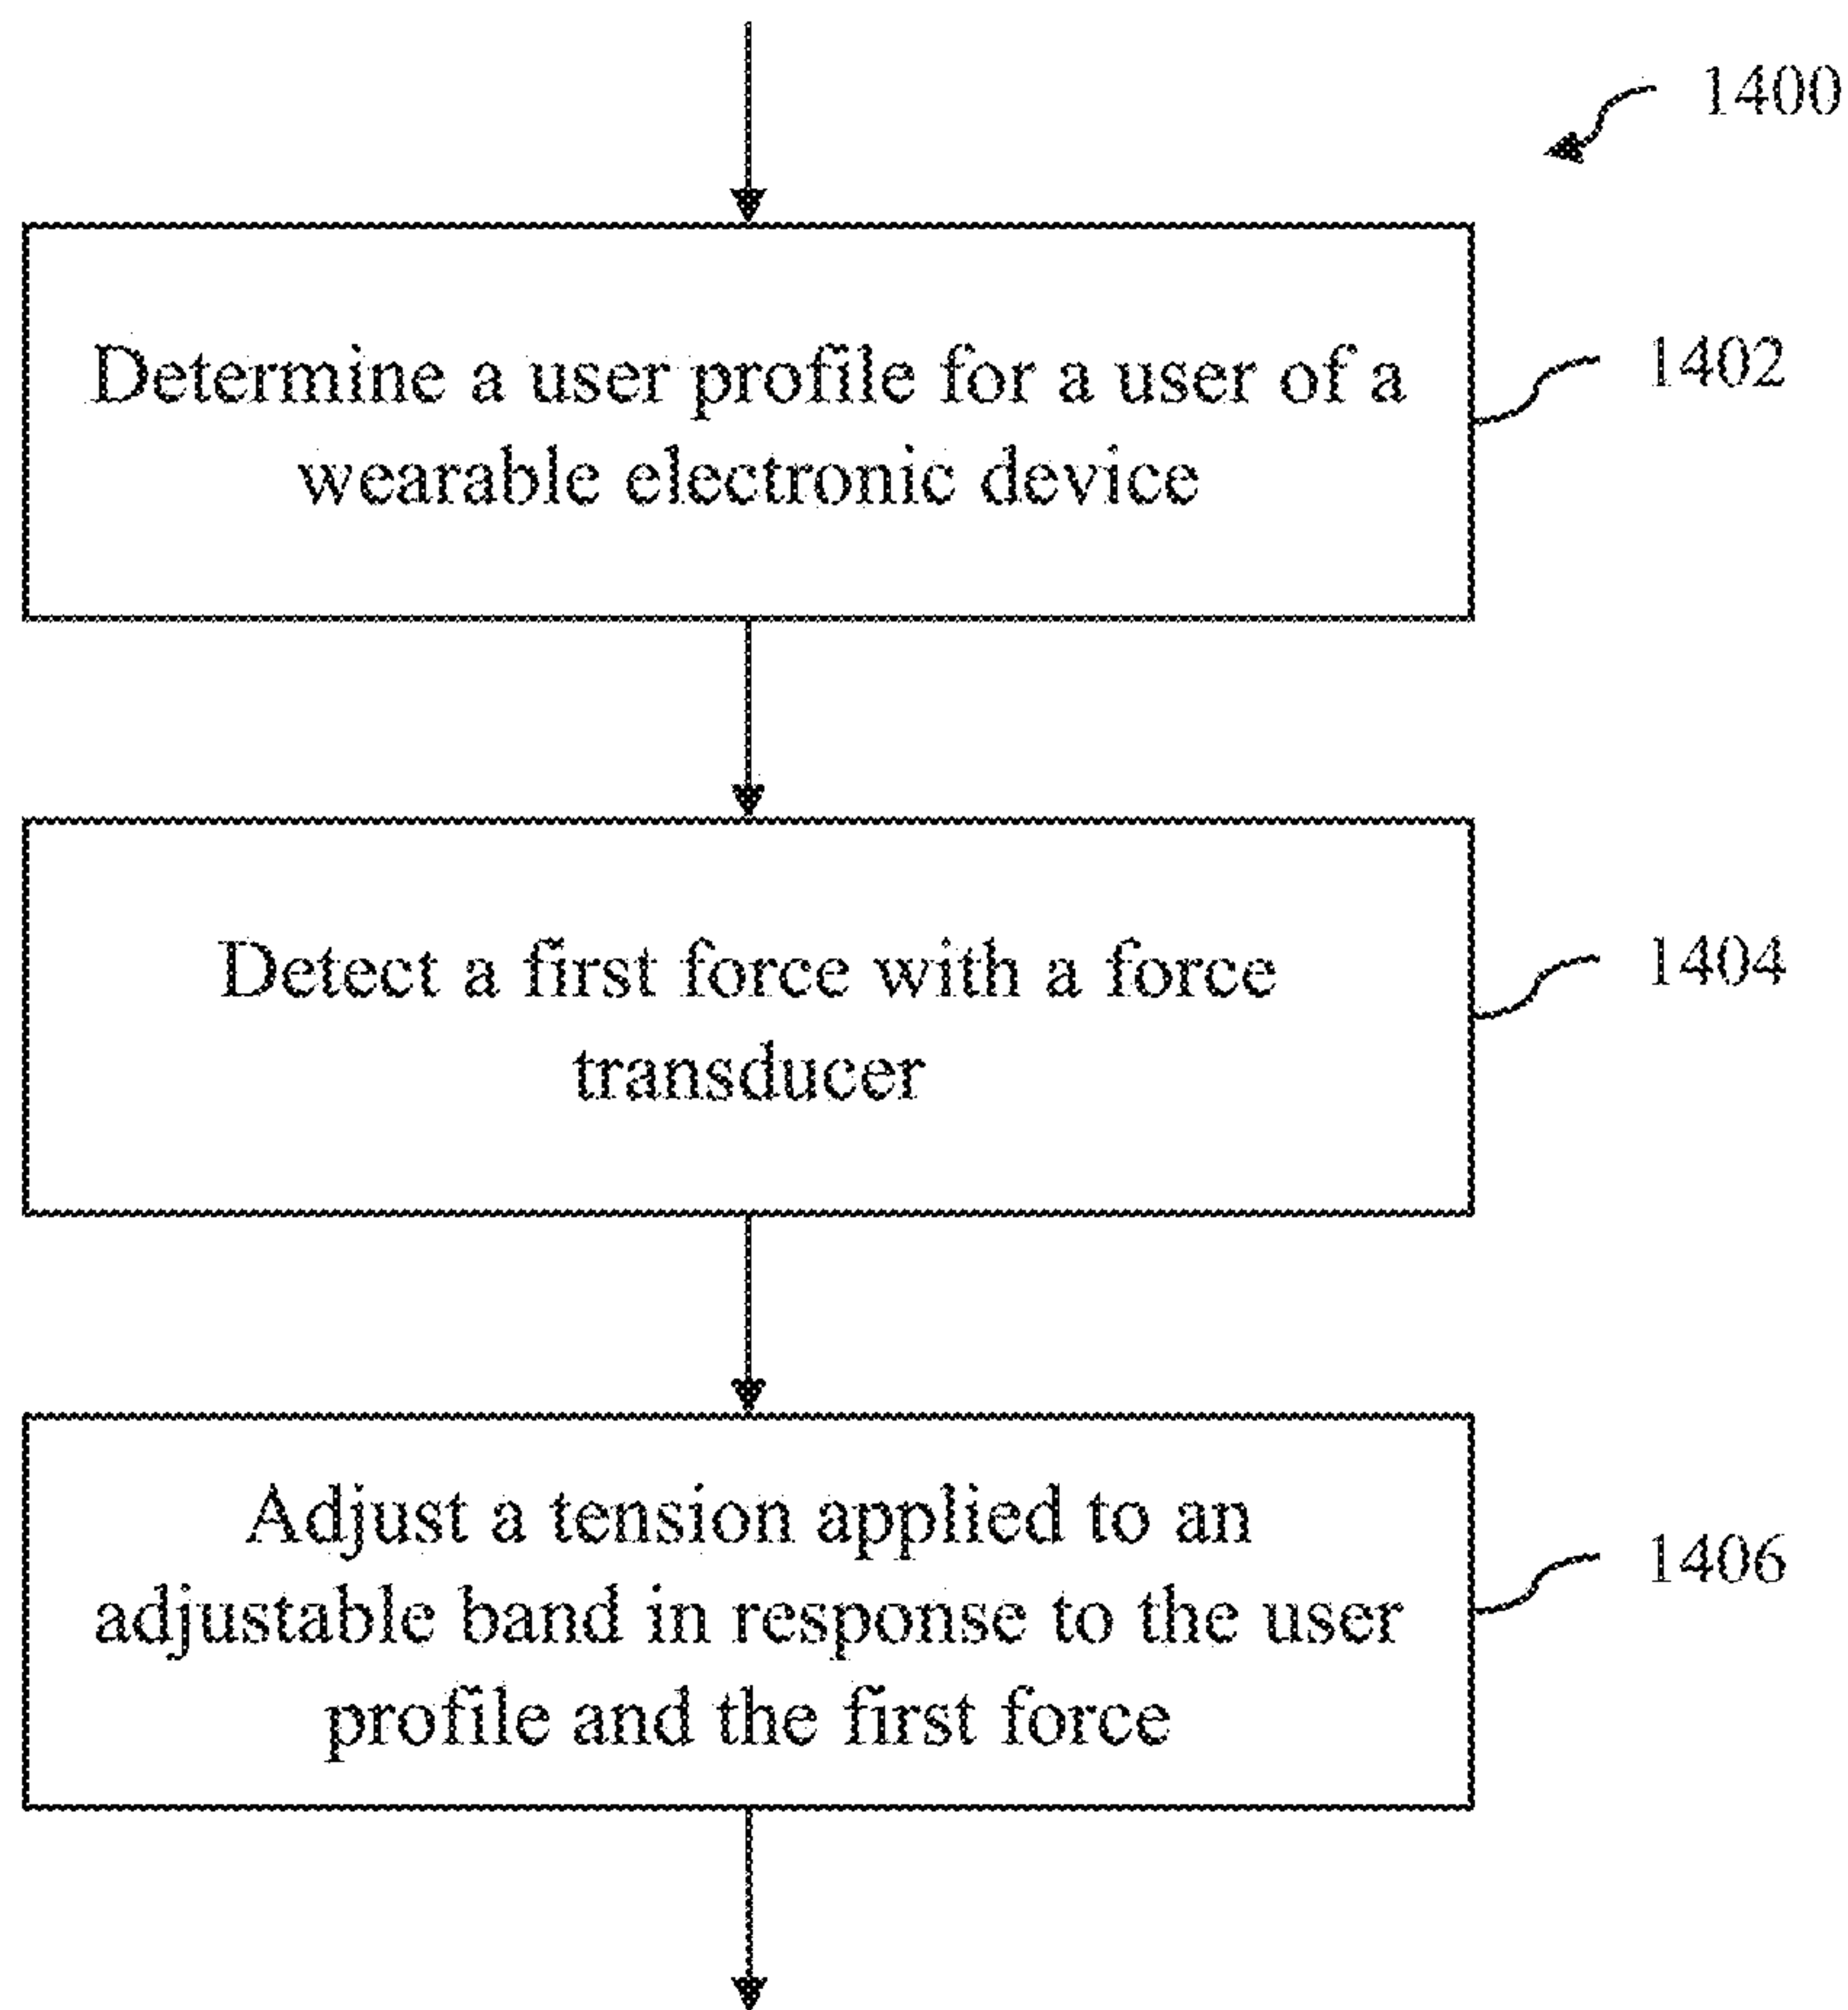 1400
Determine a user profile for a user of a
wearable electronic device
1402
Detect a first force with a force
transducer
1404
Adjust a tension applied to an
adjustable band in response to the user
profile and the first force
1406